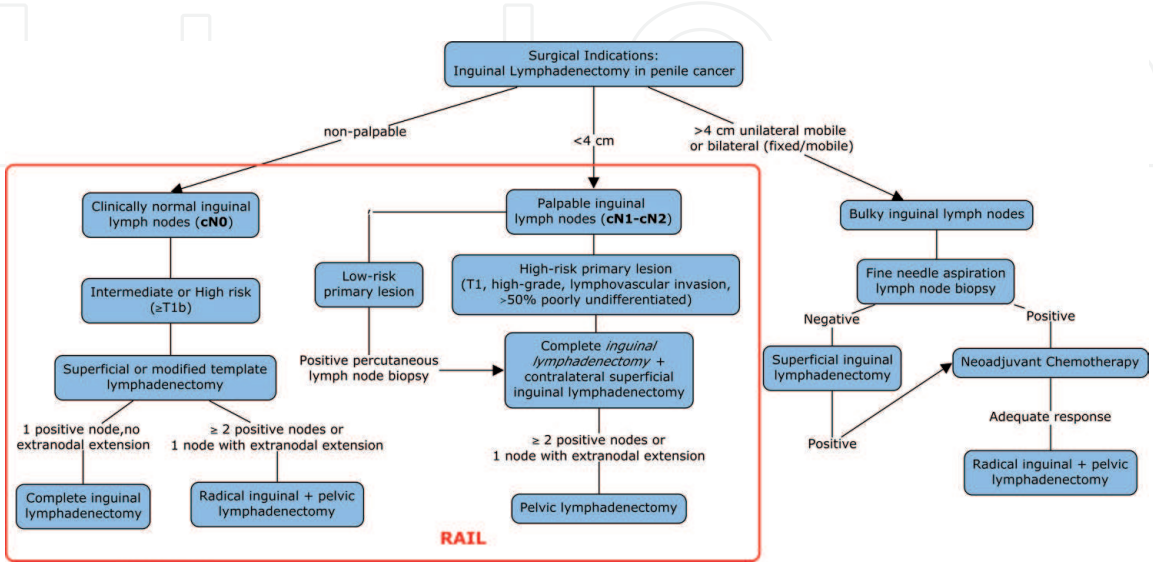 Surgical Indications:
Inguinal Lymphadenectomy in penile cancer
non-palpable
<4 cm
>4 cm unilateral mobile
or bilateral (fixed/mobile)
Clinically normal inguinal
lymph nodes (cN0)
Palpable inguinal
lymph nodes (cN1-cN2)
Bulky inguinal lymph nodes
Low-risk
primary lesion
High-risk primary lesion
(T1, high-grade, lymphovascular invasion,
>50% poorly undifferentiated)
Fine needle aspiration
lymph node biopsy
Intermediate or High risk
(≥T1b)
Negative
Positive
Superficial or modified template
lymphadenectomy
Positive percutaneous
lymph node biopsy
Complete inguinal
lymphadenectomy +
contralateral superficial
inguinal lymphadenectomy
Superficial inguinal
lymphadenectomy
Neoadjuvant Chemotherapy
1 positive node,no
extranodal extension
≥ 2 positive nodes or
1 node with extranodal extension
≥ 2 positive nodes or
1 node with extranodal extension
Positive
Adequate response
Complete inguinal
lymphadenectomy
Radical inguinal + pelvic
lymphadenectomy
Pelvic lymphadenectomy
Radical inguinal + pelvic
lymphadenectomy
RAIL